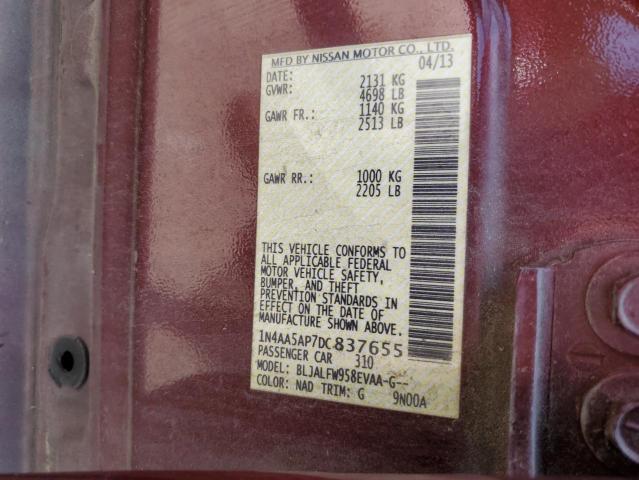 MFD BY NISSAN MOTOR CO., LTD.
DATE: 04/13
GVWR: 2131 KG
4698 LB
GAWR FR.: 1140 KG
2513 LB
GAWR RR.: 1000 KG
2205 LB
THIS VEHICLE CONFORMS TO
ALL APPLICABLE FEDERAL
MOTOR VEHICLE SAFETY,
BUMPER, AND THEFT
PREVENTION STANDARDS IN
EFFECT ON THE DATE OF
MANUFACTURE SHOWN ABOVE.
1N4AA5AP7DC837655
PASSENGER CAR 310
MODEL: BLJALFW958EVAA-G--
COLOR: NAD TRIM: G 9N00A